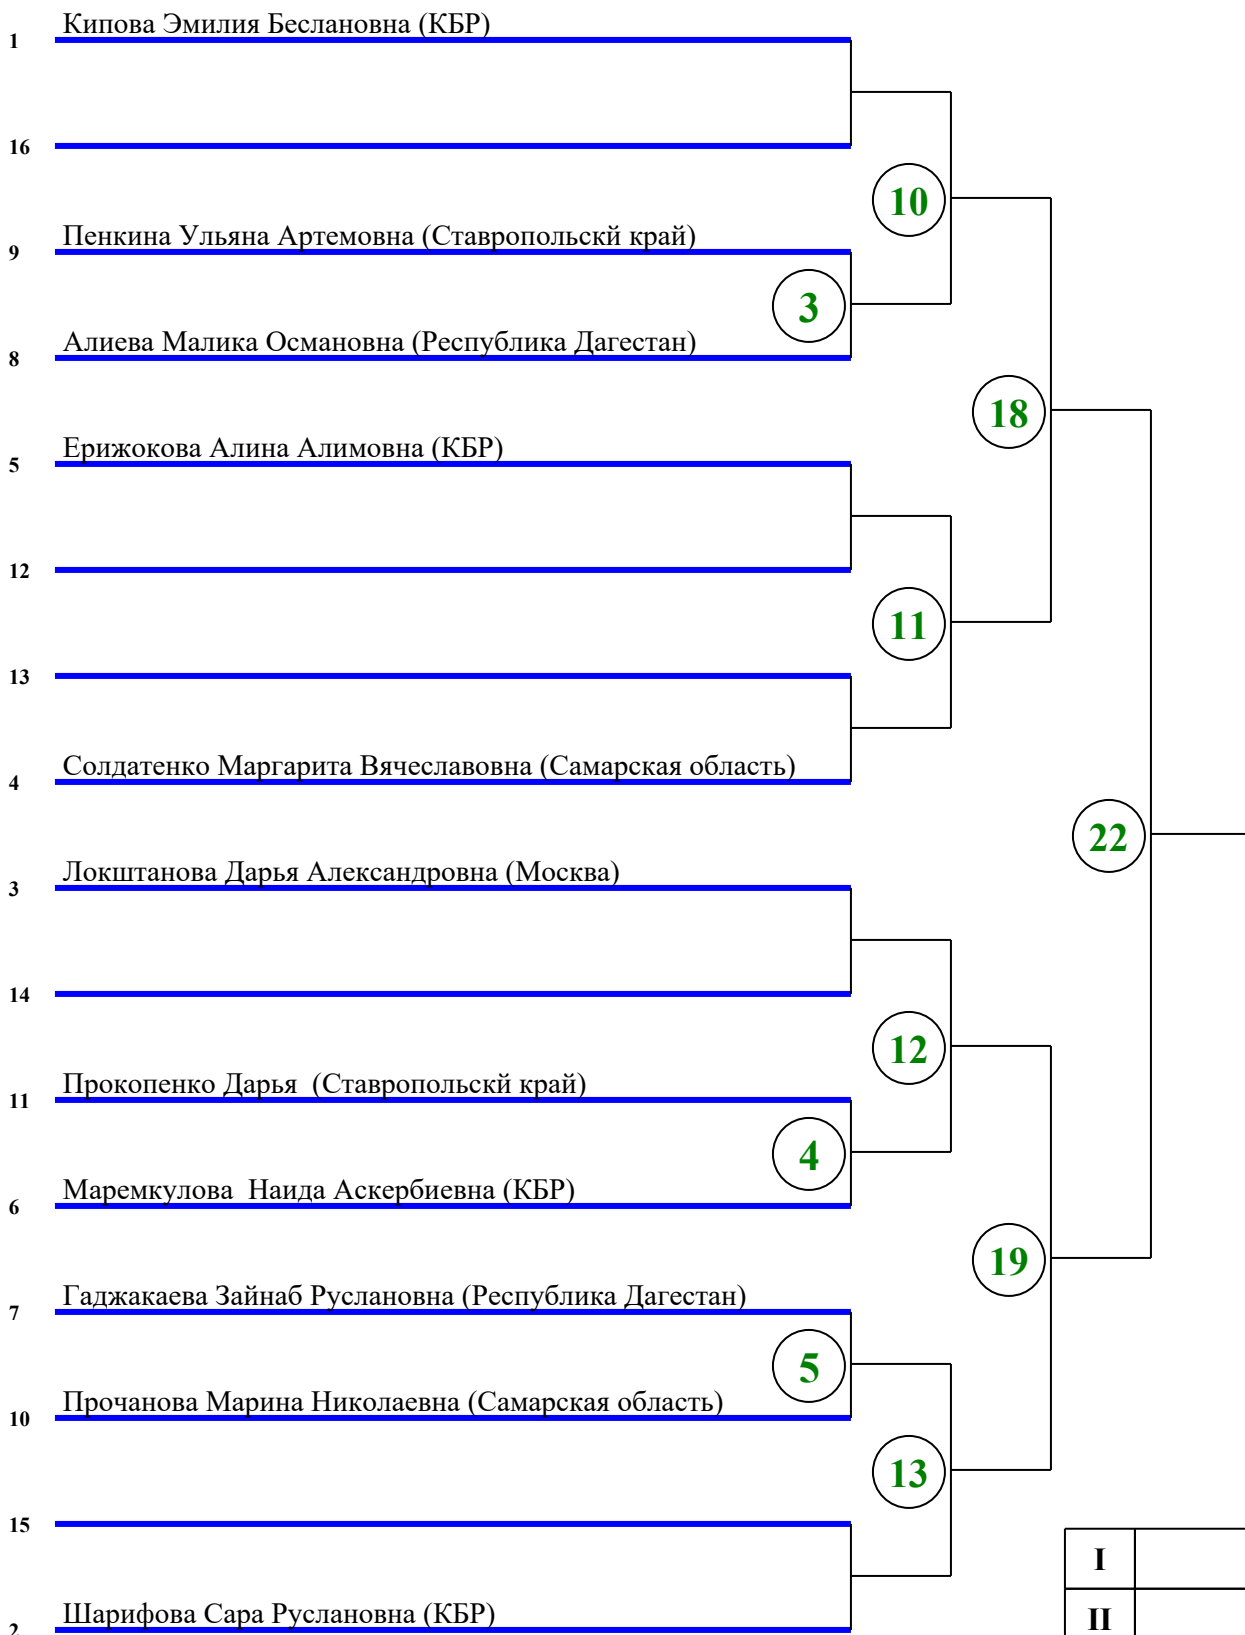 Кипова Эмилия Беслановна (КБР)
1
16
10
Пенкина Ульяна Артемовна (Ставропольскй край)
9
3
Алиева Малика Османовна (Республика Дагестан)
8
18
Ерижокова Алина Алимовна (КБР)
5
12
11
13
Солдатенко Маргарита Вячеславовна (Самарская область)
4
22
Локштанова Дарья Александровна (Москва)
3
14
12
Прокопенко Дарья (Ставропольскй край)
11
4
Маремкулова Наида Аскербиевна (КБР)
6
19
Гаджакаева Зайнаб Руслановна (Республика Дагестан)
7
5
Прочанова Марина Николаевна (Самарская область)
10
13
15
I
Шарифова Сара Руслановна (КБР)
2
II